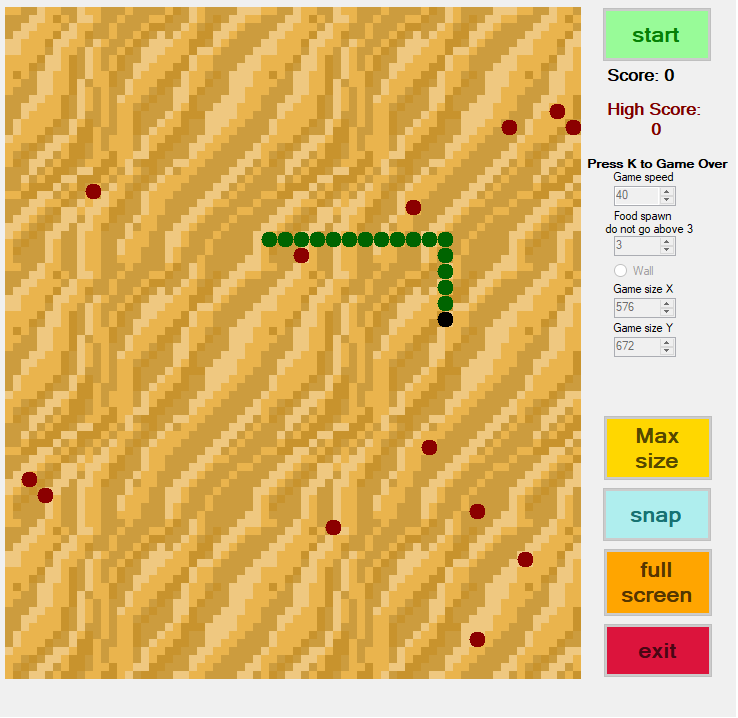 start
Score: 0
High Score:
0
Press K to Game Over
Game speed
40
Food spawn
do not go above 3
3
Wall
Game size X
576
Game size Y
672
Max
size
snap
full
screen
exit